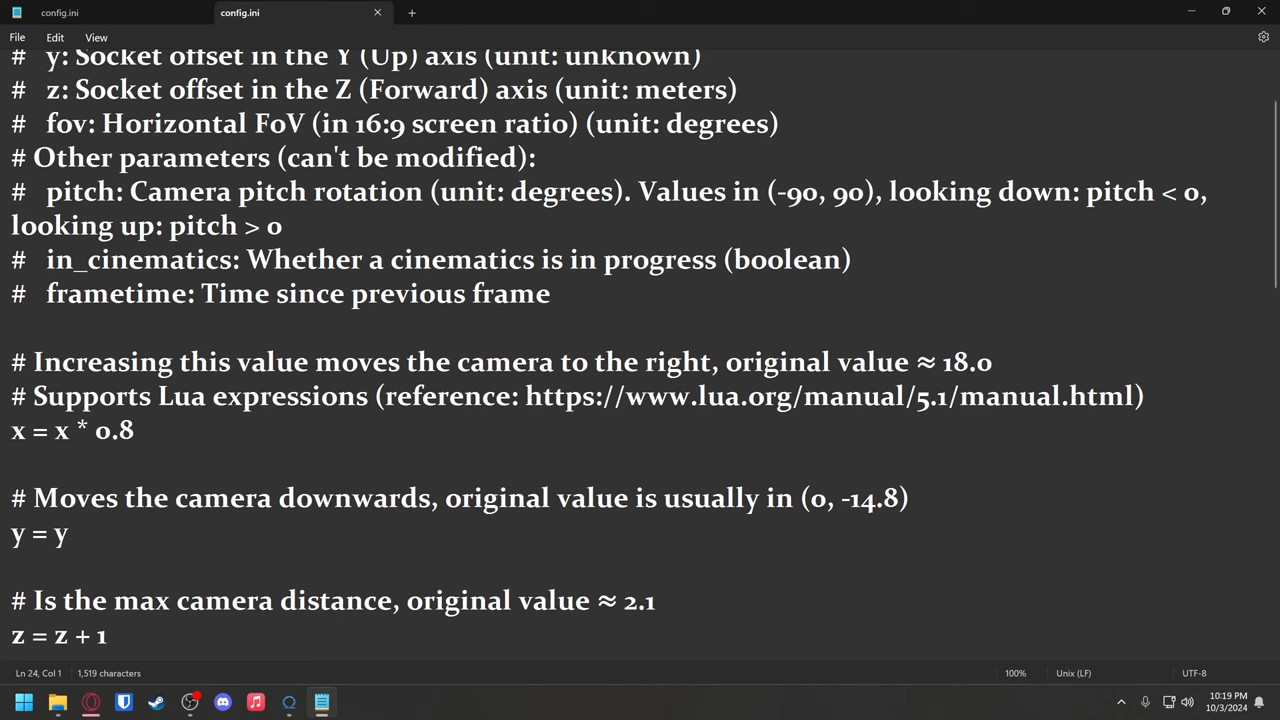 config.ini
config.ini
File Edit View
# y: Socket offset in the Y (Up) axis (unit: unknown)
# z: Socket offset in the Z (Forward) axis (unit: meters)
# fov: Horizontal FoV (in 16:9 screen ratio) (unit: degrees)
# Other parameters (can't be modified):
# pitch: Camera pitch rotation (unit: degrees). Values in (-90, 90), looking down: pitch < 0,
looking up: pitch > 0
# in_cinematics: Whether a cinematics is in progress (boolean)
# frametime: Time since previous frame
# Increasing this value moves the camera to the right, original value ≈ 18.0
# Supports Lua expressions (reference: https://www.lua.org/manual/5.1/manual.html)
x = x * 0.8
# Moves the camera downwards, original value is usually in (0, -14.8)
y = y
# Is the max camera distance, original value ≈ 2.1
z = z + 1
Ln 24, Col 1 1,519 characters 100% Unix (LF) UTF-8
10:19 PM
10/3/2024